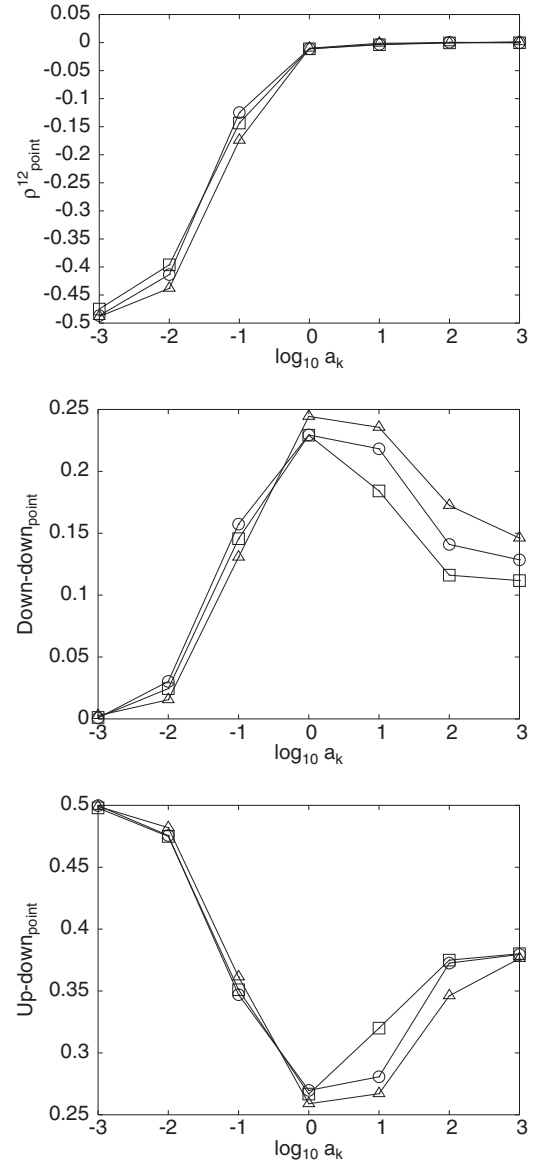 0.05
0
-0.05
-0.1
-0.15
-0.2
-0.25
-0.3
-0.35
-0.4
-0.45
-0.5
ρ¹²point
-3 -2 -1 0 1 2 3
log₁₀ aₖ
0.25
0.2
0.15
0.1
0.05
0
Down-downpoint
-3 -2 -1 0 1 2 3
log₁₀ aₖ
0.5
0.45
0.4
0.35
0.3
0.25
Up-downpoint
-3 -2 -1 0 1 2 3
log₁₀ aₖ